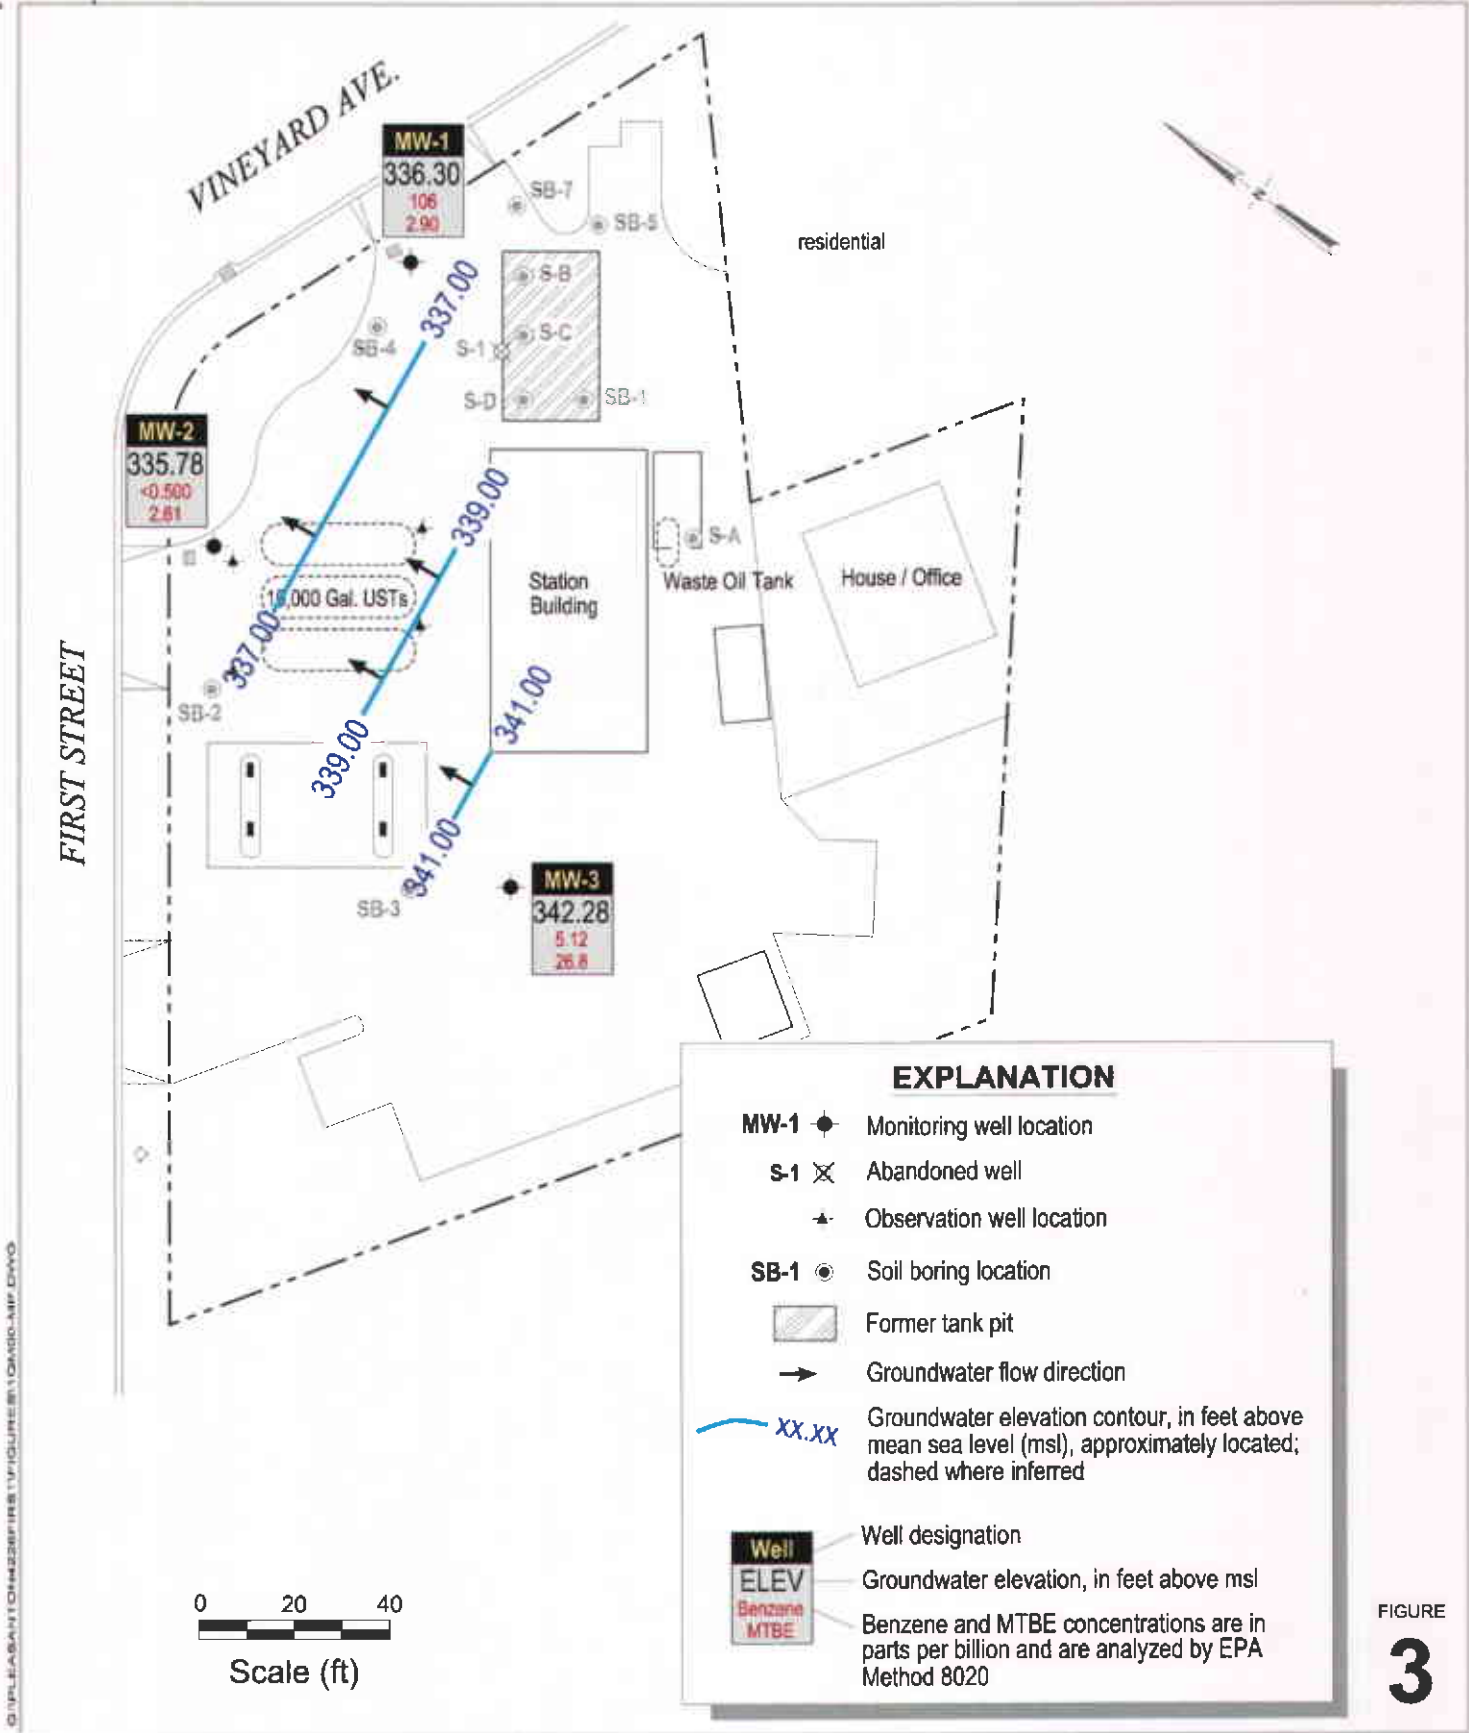 VINEYARD AVE.
MW-1
336.30
106
2.90
SB-7
SB-5
residential
N
S-B
337.00
S-C
SB-4
S-1
S-D
SB-1
MW-2
335.78
<0.500
2.61
339.00
S-A
Station
Building
Waste Oil Tank
House / Office
10,000 Gal. USTs
337.00
FIRST STREET
SB-2
341.00
339.00
341.00
SB-3
MW-3
342.28
5.12
26.8
EXPLANATION
MW-1 Monitoring well location
S-1 Abandoned well
Observation well location
SB-1 Soil boring location
Former tank pit
Groundwater flow direction
XX.XX
Groundwater elevation contour, in feet above
mean sea level (msl), approximately located;
dashed where inferred
Well
ELEV
Benzene
MTBE
Well designation
Groundwater elevation, in feet above msl
Benzene and MTBE concentrations are in
parts per billion and are analyzed by EPA
Method 8020
0 20 40
Scale (ft)
FIGURE
3